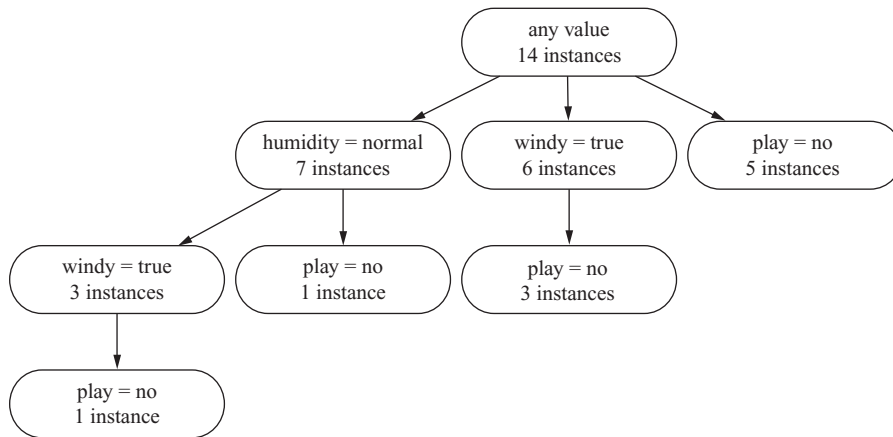 any value
14 instances
humidity = normal
7 instances
windy = true
6 instances
play = no
5 instances
windy = true
3 instances
play = no
1 instance
play = no
3 instances
play = no
1 instance